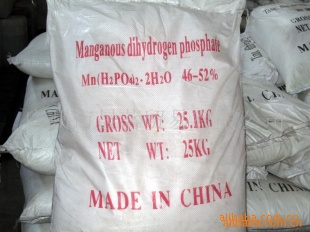 Manganous dihydrogen phosphate
Mn(H2PO4)2·2H2O 46-52%
GROSS WT: 25.1KG
NET WT: 25KG
MADE IN CHINA